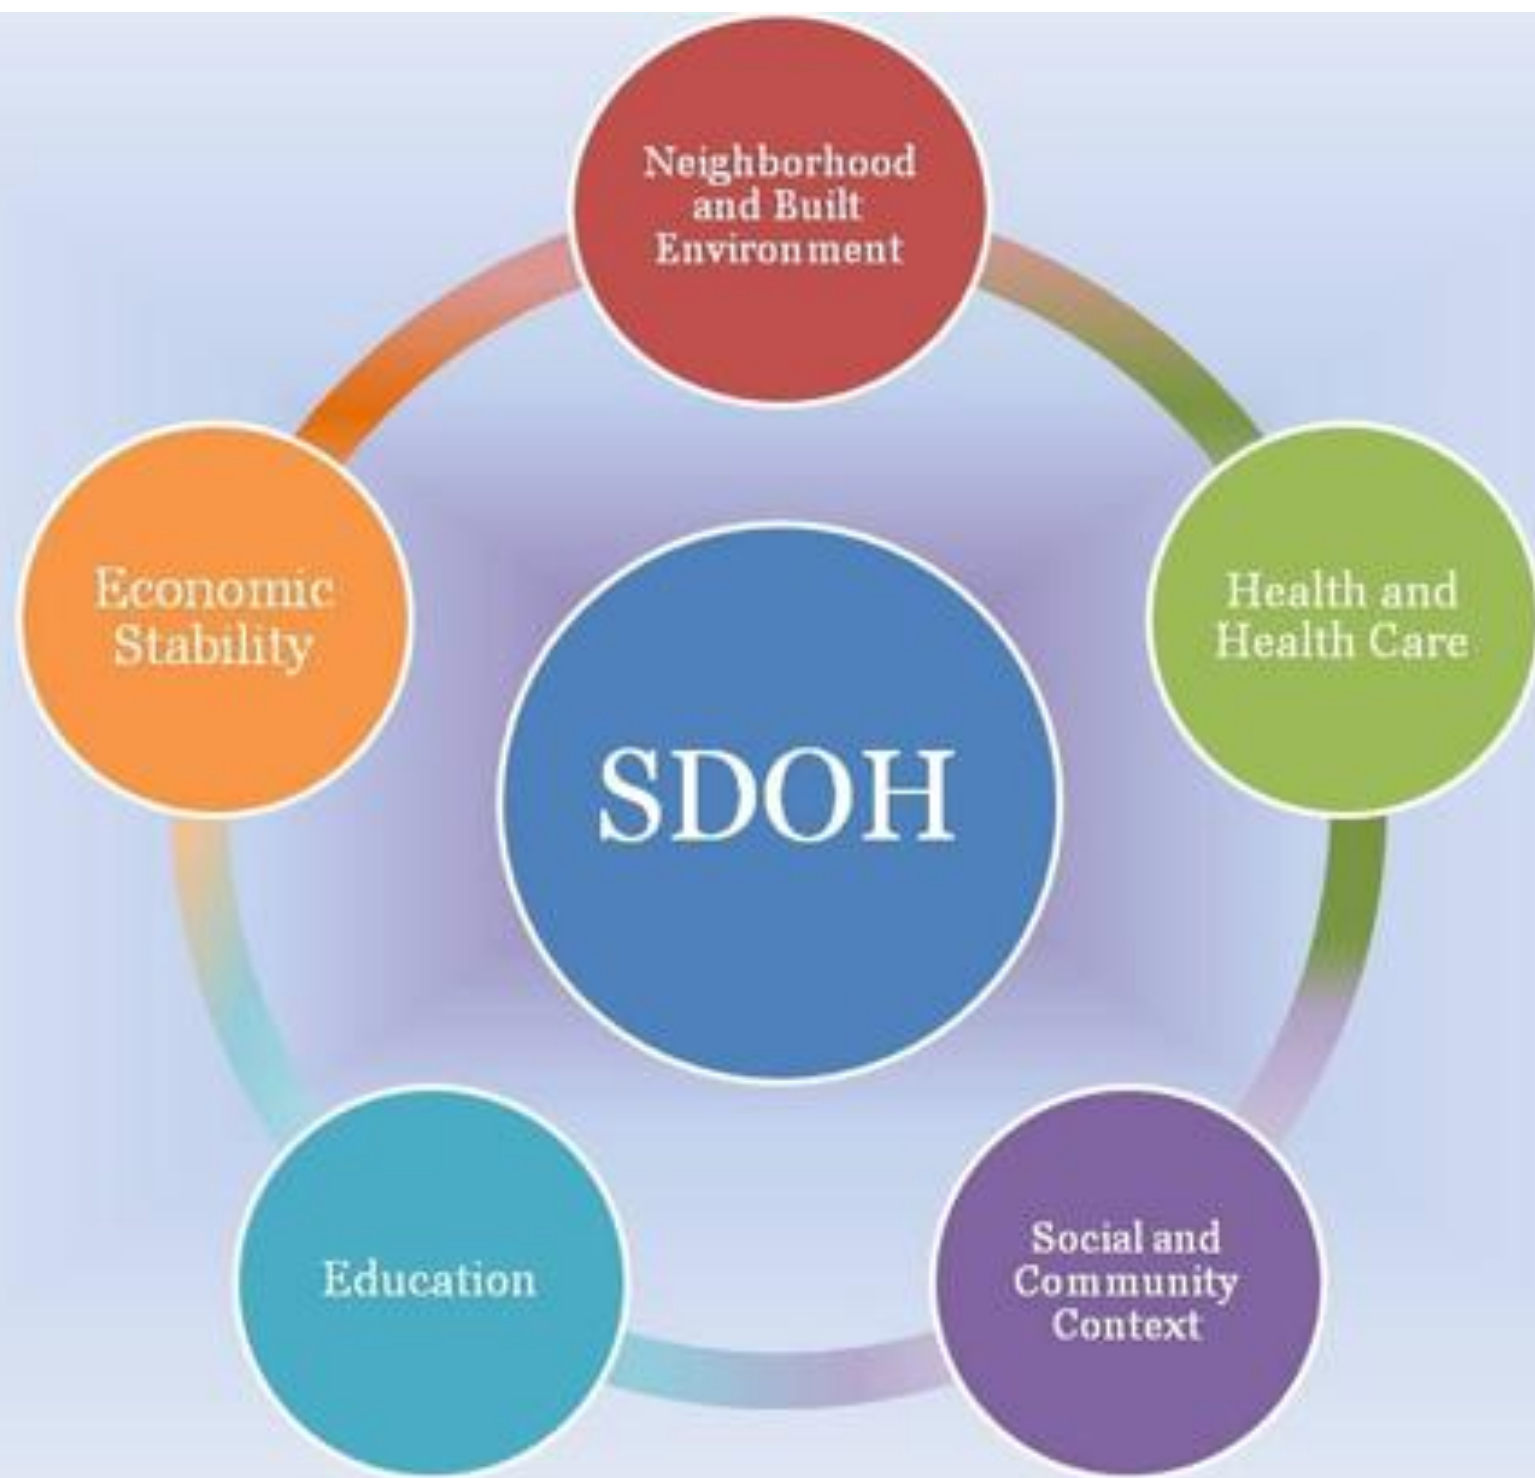 Neighborhood
and Built
Environment
Economic
Stability
Health and
Health Care
SDOH
Education
Social and
Community
Context